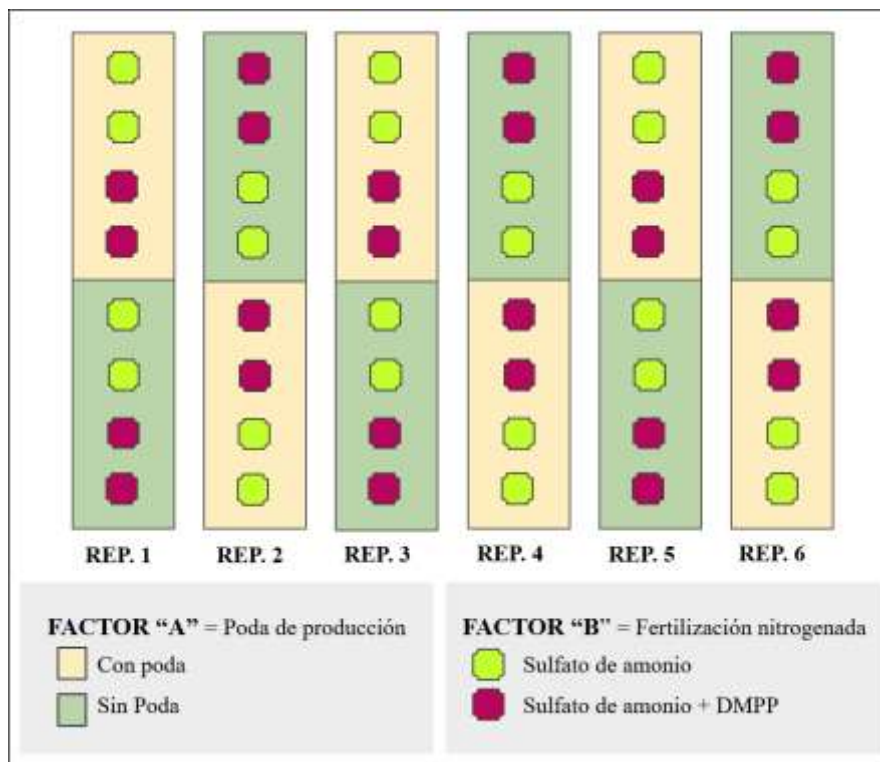 REP. 1 REP. 2 REP. 3 REP. 4 REP. 5 REP. 6
FACTOR “A” = Poda de producción
Con poda
Sin Poda
FACTOR “B” = Fertilización nitrogenada
Sulfato de amonio
Sulfato de amonio + DMPP